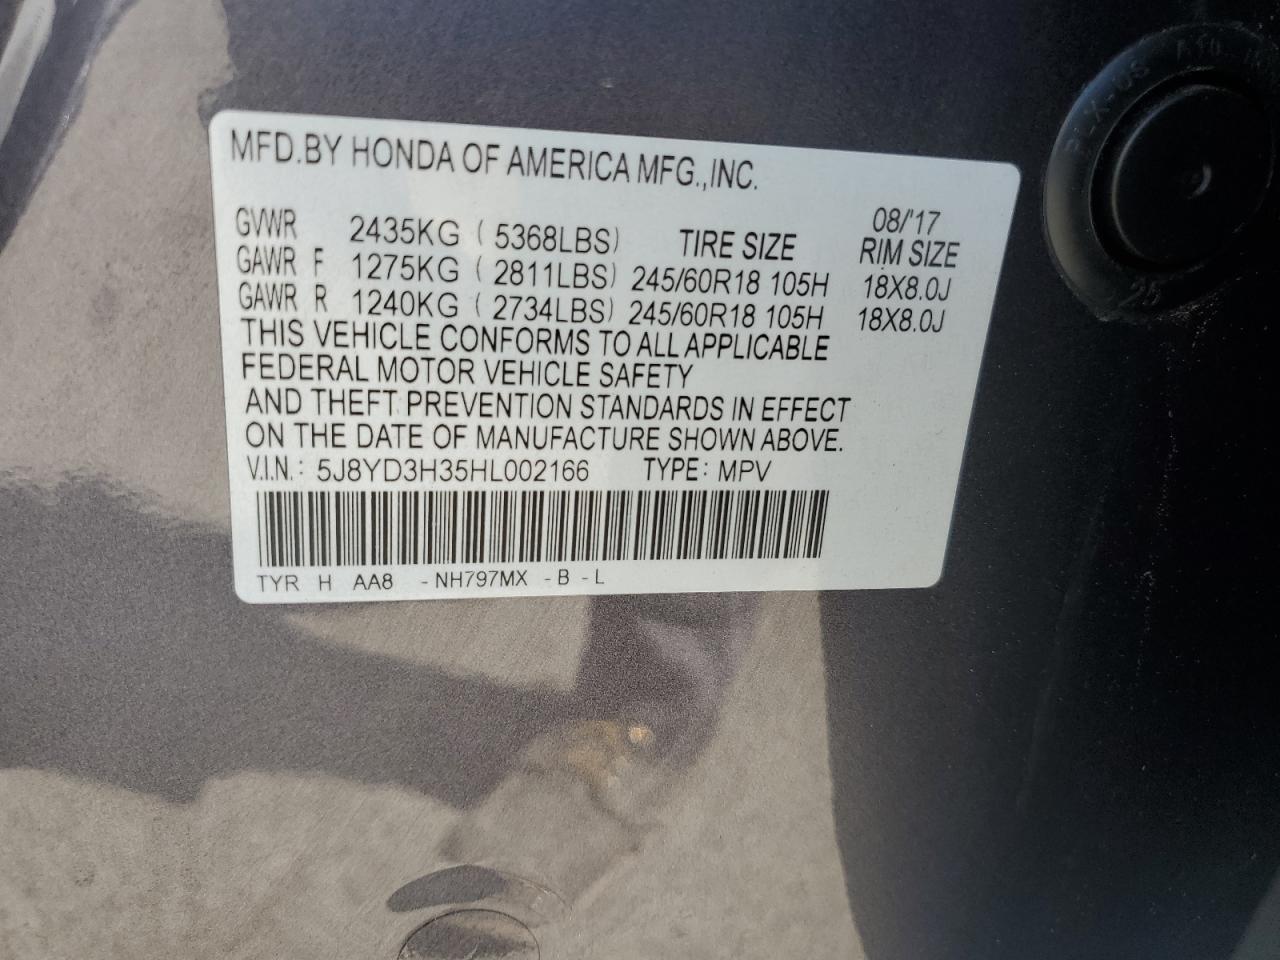 MFD.BY HONDA OF AMERICA MFG.,INC.
08/'17
GVWR 2435KG ( 5368LBS) TIRE SIZE RIM SIZE
GAWR F 1275KG ( 2811LBS) 245/60R18 105H 18X8.0J
GAWR R 1240KG ( 2734LBS) 245/60R18 105H 18X8.0J
THIS VEHICLE CONFORMS TO ALL APPLICABLE
FEDERAL MOTOR VEHICLE SAFETY
AND THEFT PREVENTION STANDARDS IN EFFECT
ON THE DATE OF MANUFACTURE SHOWN ABOVE.
V.I.N.: 5J8YD3H35HL002166 TYPE: MPV
TYR H AA8 -NH797MX -B -L
25